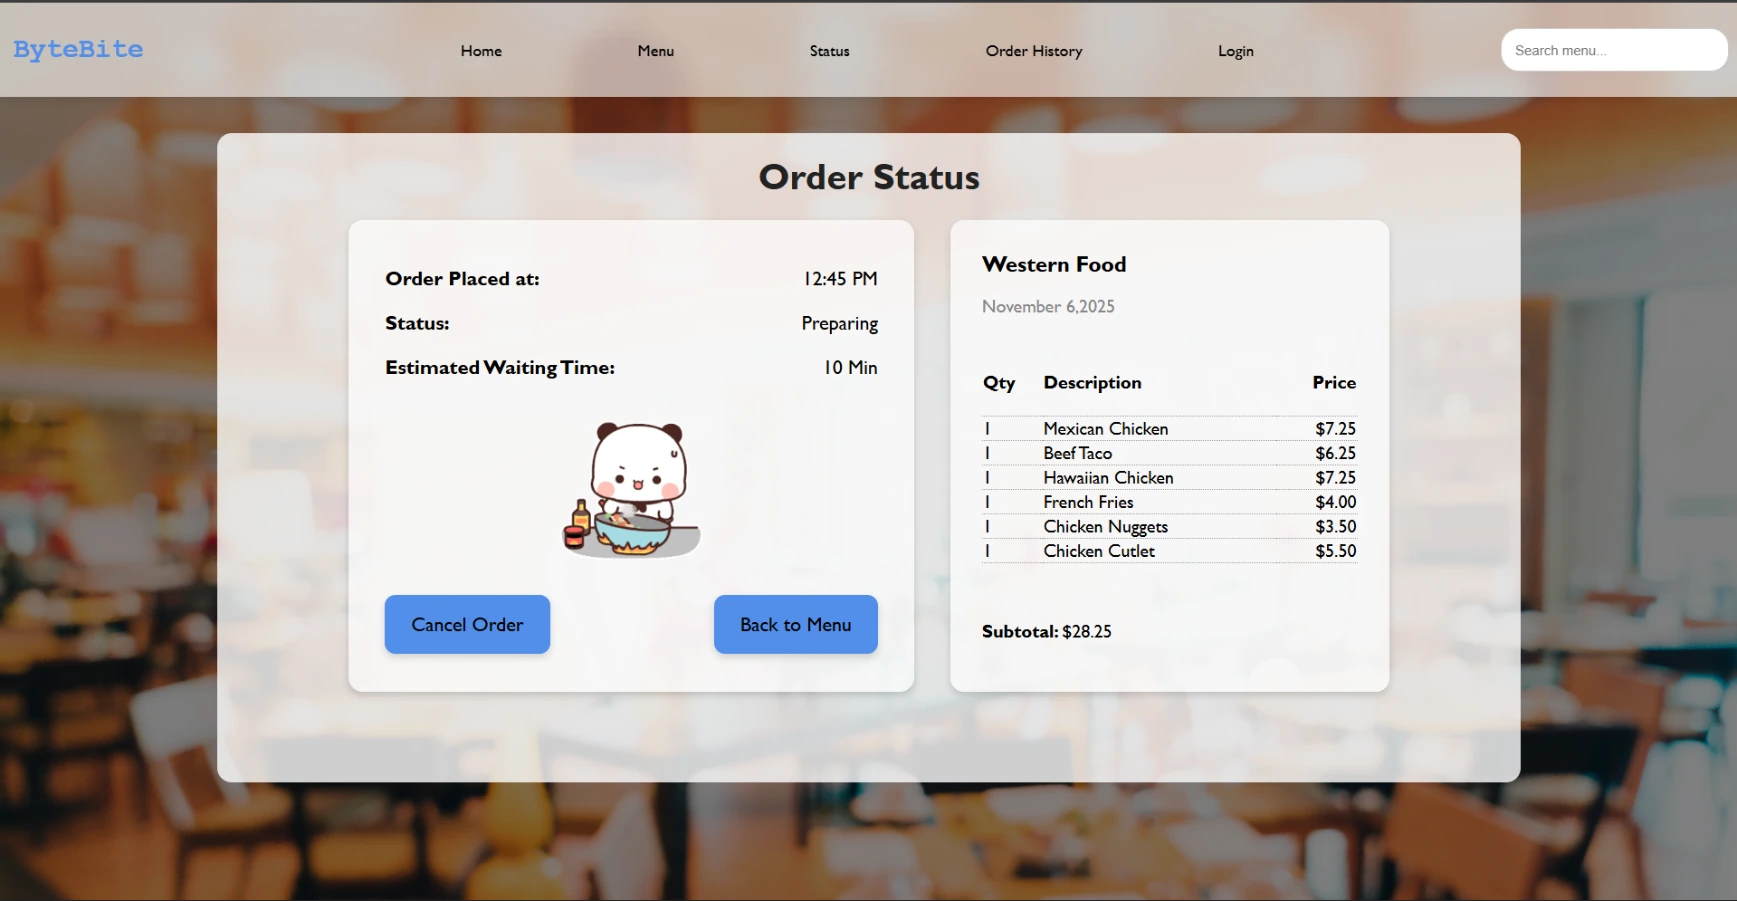 ByteBite Home Menu Status Order History Login Search menu...
Order Status
Order Placed at: 12:45 PM
Status: Preparing
Estimated Waiting Time: 10 Min
Cancel Order Back to Menu
Western Food
November 6,2025
Qty Description Price
1 Mexican Chicken $7.25
1 Beef Taco $6.25
1 Hawaiian Chicken $7.25
1 French Fries $4.00
1 Chicken Nuggets $3.50
1 Chicken Cutlet $5.50
Subtotal: $28.25